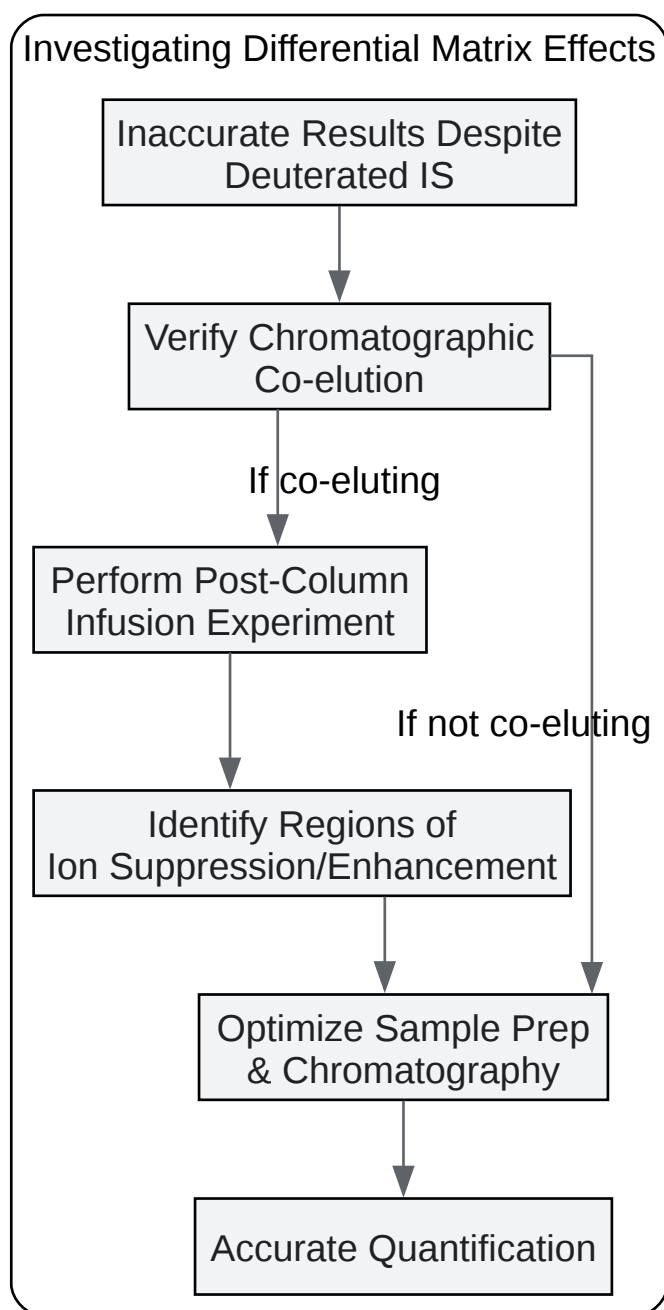 Investigating Differential Matrix Effects
Inaccurate Results Despite
Deuterated IS
Verify Chromatographic
Co-elution
If co-eluting
Perform Post-Column
Infusion Experiment
If not co-eluting
Identify Regions of
Ion Suppression/Enhancement
Optimize Sample Prep
& Chromatography
Accurate Quantification